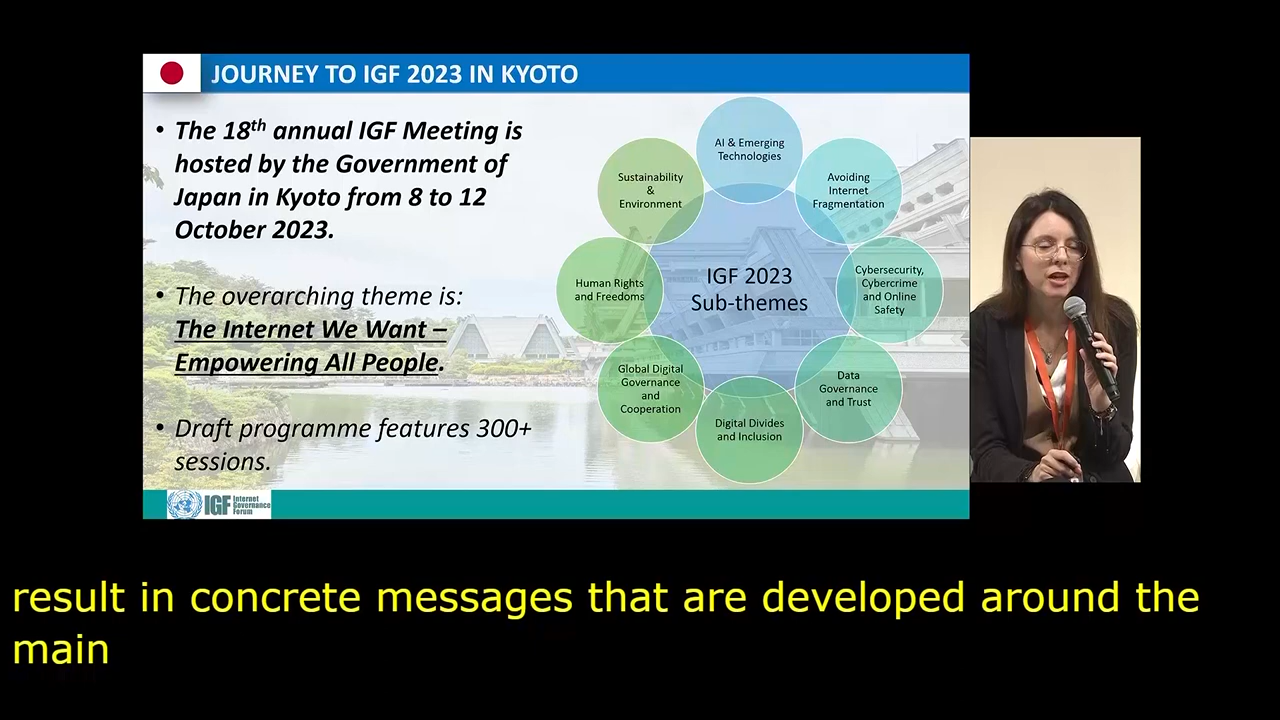 JOURNEY TO IGF 2023 IN KYOTO
• The 18th annual IGF Meeting is
hosted by the Government of
Japan in Kyoto from 8 to 12
October 2023.
• The overarching theme is:
The Internet We Want –
Empowering All People.
• Draft programme features 300+
sessions.
IGF 2023
Sub-themes
AI & Emerging
Technologies
Avoiding
Internet
Fragmentation
Cybersecurity,
Cybercrime
and Online
Safety
Data
Governance
and Trust
Digital Divides
and Inclusion
Global Digital
Governance
and
Cooperation
Human Rights
and Freedoms
Sustainability
&
Environment
IGF
Internet
Governance
Forum
result in concrete messages that are developed around the
main